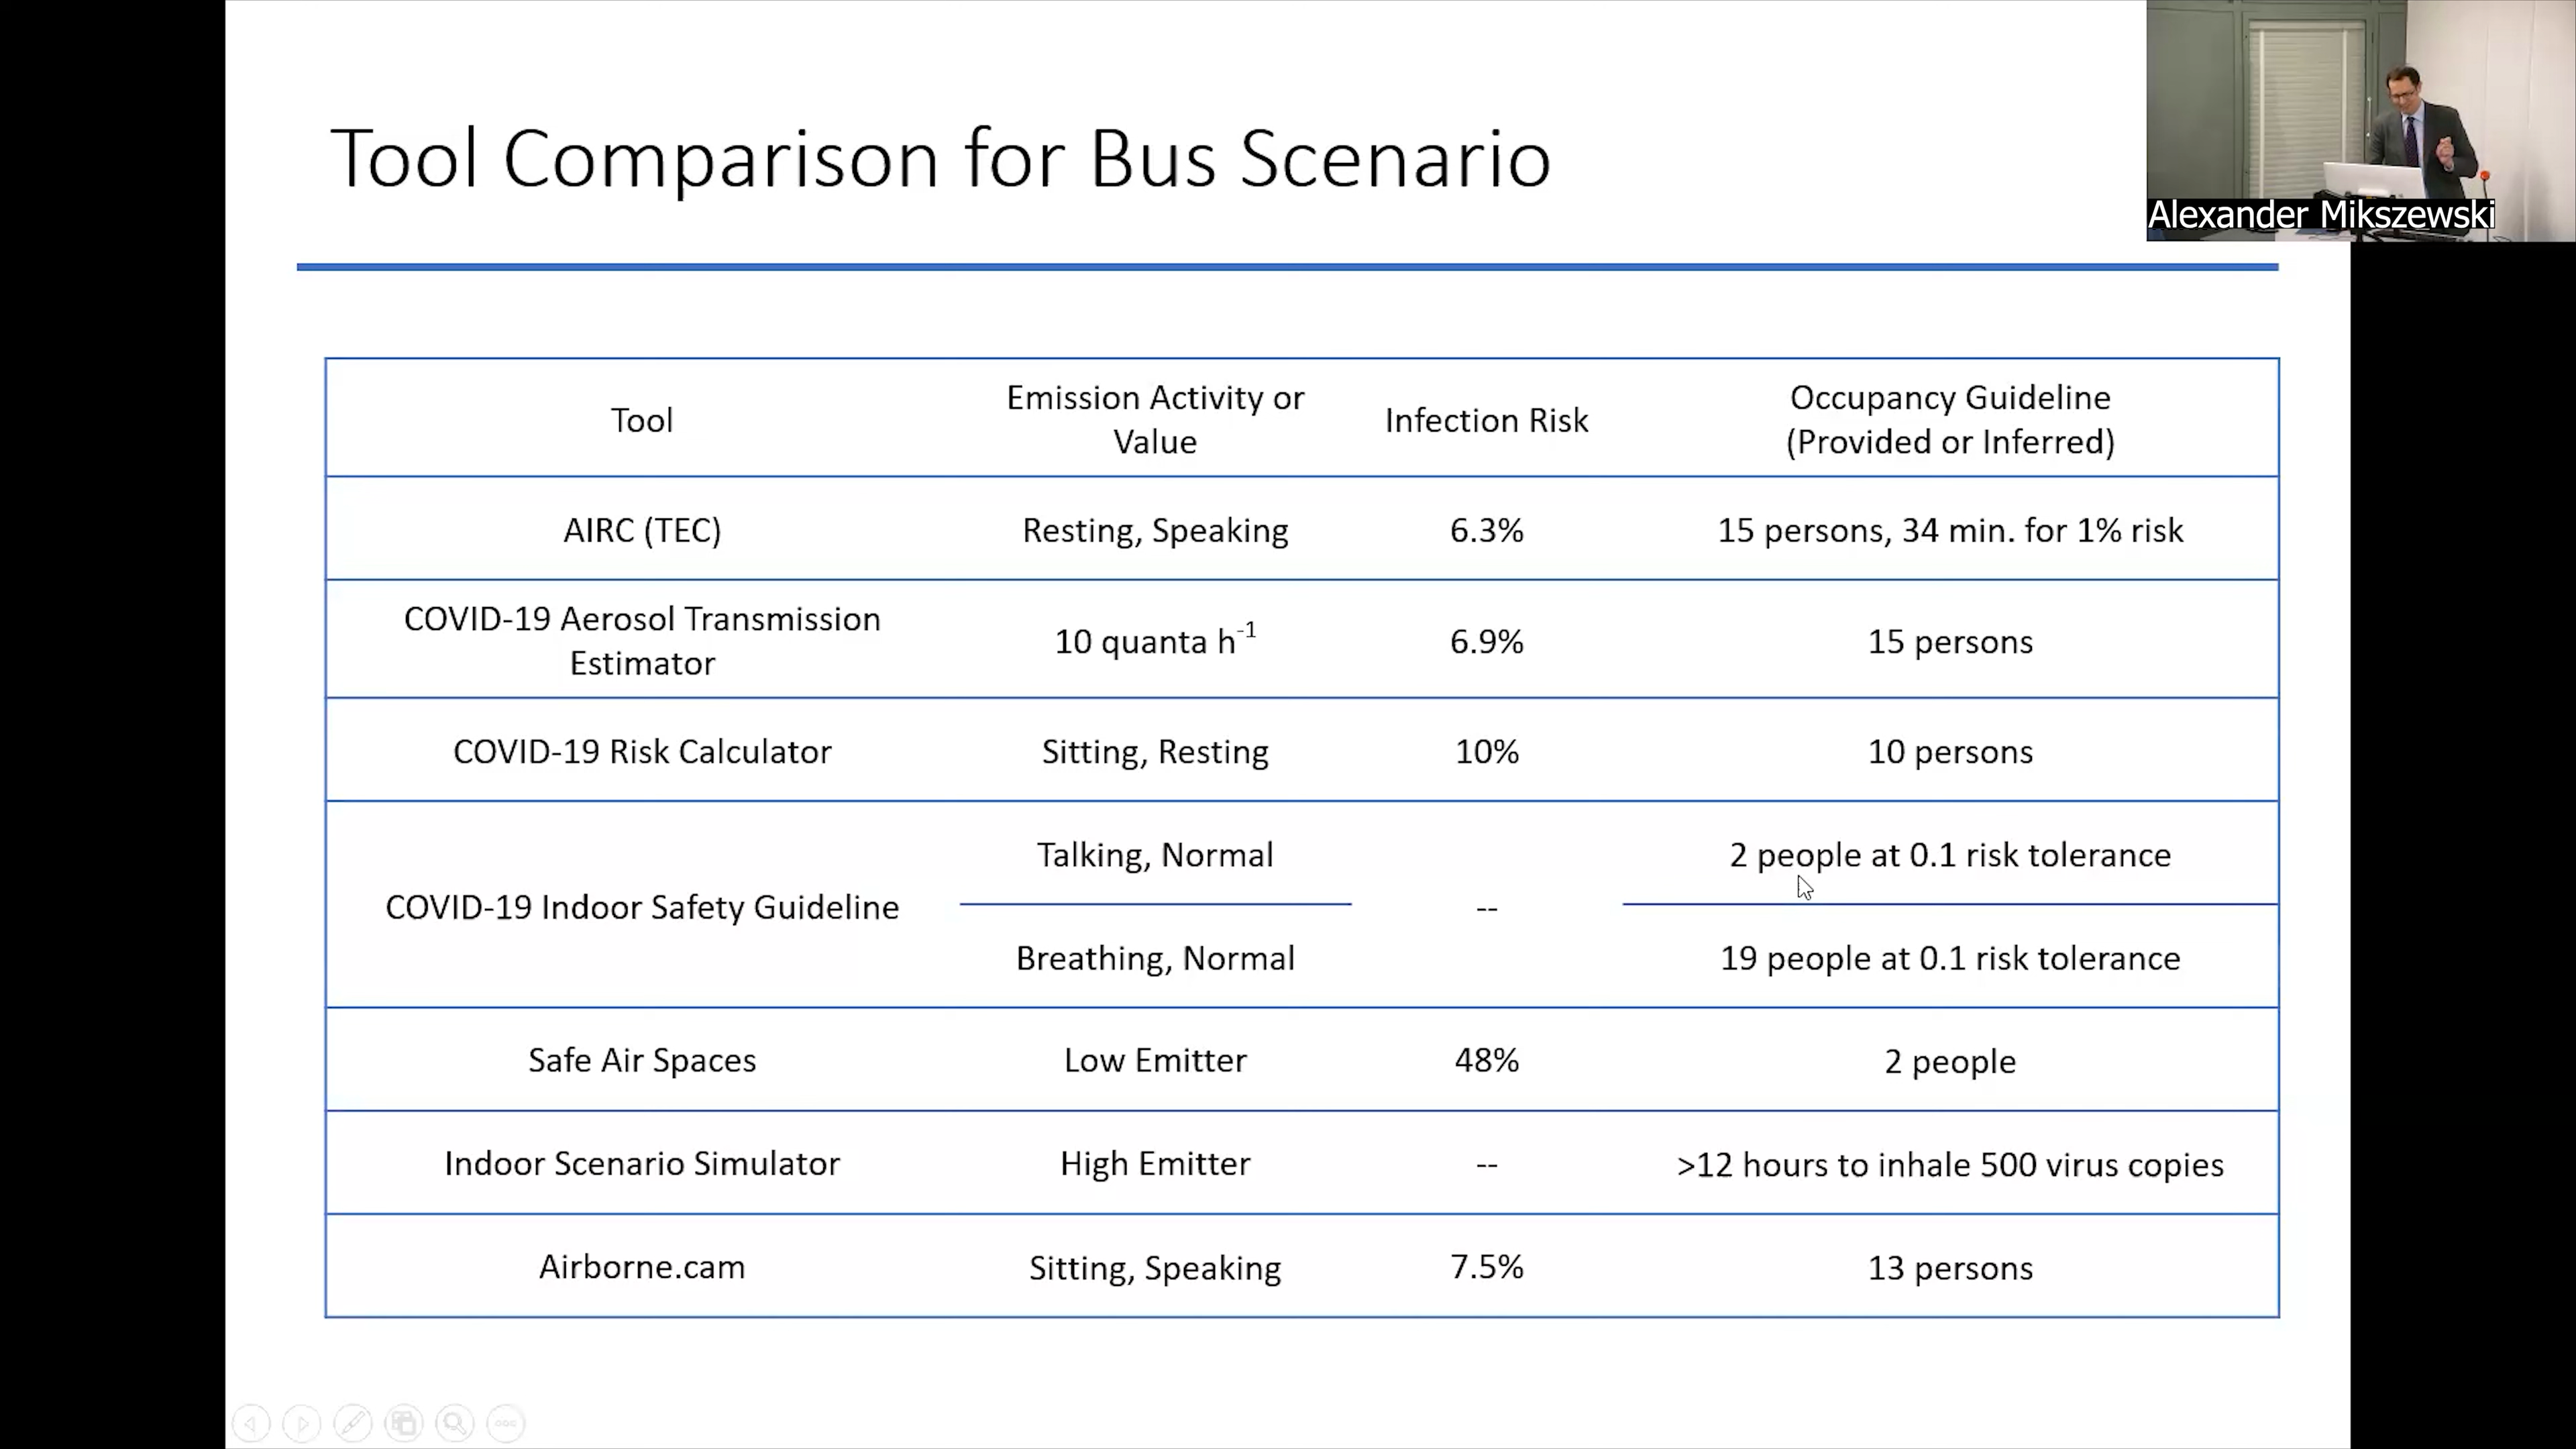 Tool Comparison for Bus Scenario
Alexander Mikszewski
Tool
Emission Activity or
Value
Infection Risk
Occupancy Guideline
(Provided or Inferred)
AIRC (TEC)
Resting, Speaking
6.3%
15 persons, 34 min. for 1% risk
COVID-19 Aerosol Transmission
Estimator
10 quanta h⁻¹
6.9%
15 persons
COVID-19 Risk Calculator
Sitting, Resting
10%
10 persons
COVID-19 Indoor Safety Guideline
Talking, Normal
--
2 people at 0.1 risk tolerance
Breathing, Normal
19 people at 0.1 risk tolerance
Safe Air Spaces
Low Emitter
48%
2 people
Indoor Scenario Simulator
High Emitter
--
>12 hours to inhale 500 virus copies
Airborne.cam
Sitting, Speaking
7.5%
13 persons